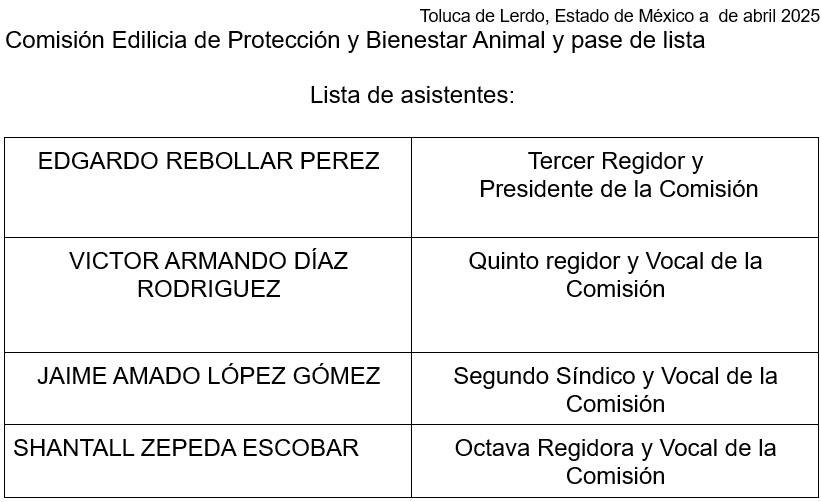 Toluca de Lerdo, Estado de México a  de abril 2025
Comisión Edilicia de Protección y Bienestar Animal y pase de lista
Lista de asistentes:
EDGARDO REBOLLAR PEREZ
Tercer Regidor y
Presidente de la Comisión
VICTOR ARMANDO DÍAZ
RODRIGUEZ
Quinto regidor y Vocal de la
Comisión
JAIME AMADO LÓPEZ GÓMEZ
Segundo Síndico y Vocal de la
Comisión
SHANTALL ZEPEDA ESCOBAR
Octava Regidora y Vocal de la
Comisión